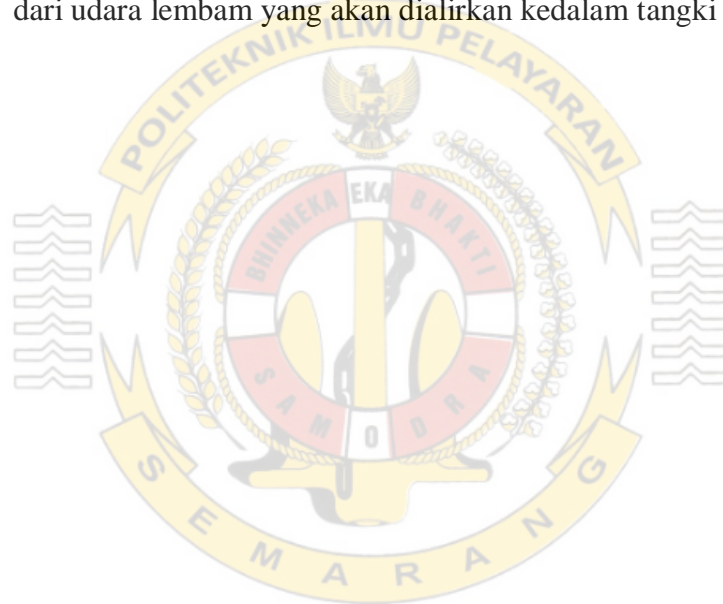 dari udara lembam yang akan dialirkan kedalam tangki
POLITEKNIK ILMU PELAYARAN
BHINNEKA EKA BHAKTI
SAMODRA
SEMARANG